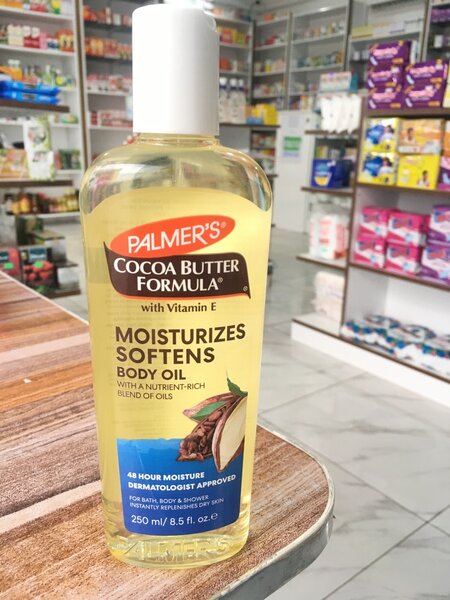 PALMER'S®
COCOA BUTTER
FORMULA®
with Vitamin E
MOISTURIZES
SOFTENS
BODY OIL
WITH A NUTRIENT-RICH
BLEND OF OILS
48 HOUR MOISTURE
DERMATOLOGIST APPROVED
FOR BATH, BODY & SHOWER
INSTANTLY REPLENISHES DRY SKIN
250 ml/ 8.5 fl. oz. e
PALMER'S